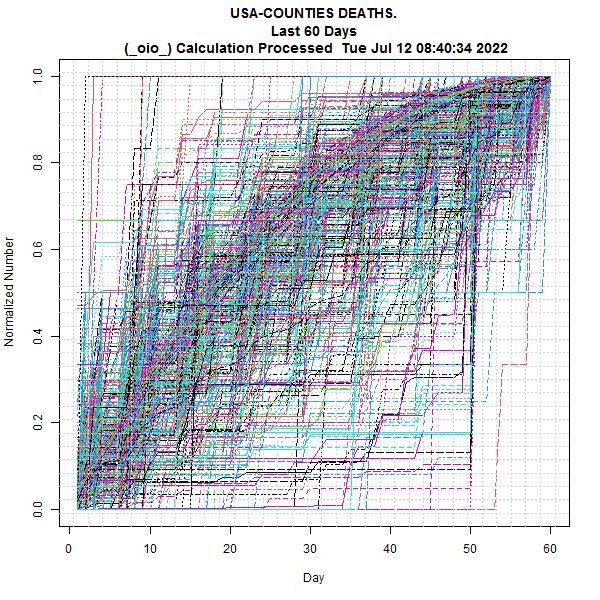 USA-COUNTIES DEATHS.
Last 60 Days
(_oio_) Calculation Processed  Tue Jul 12 08:40:34 2022
Normalized Number
1.0
0.8
0.6
0.4
0.2
0.0
0 10 20 30 40 50 60
Day